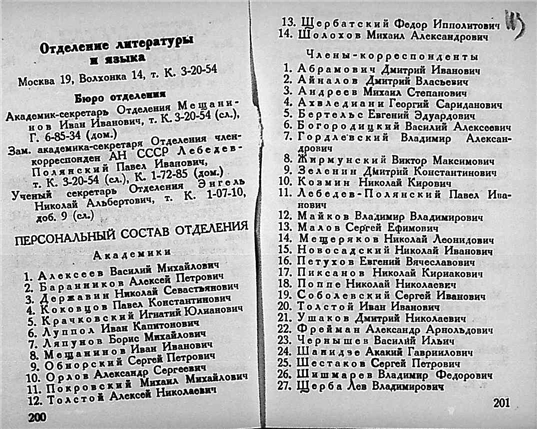 Отделение литературы
и языка
Москва 19, Волхонка 14, т. К. 3-20-54
Бюро отделения
Академик-секретарь Отделения Мещани-
нов Иван Иванович, т. К. 3-20-54 (сл.),
Г. 6-85-34 (дом.)
Зам. академика-секретаря Отделения член-
корреспондент АН СССР Лебедев-
Полянский Павел Иванович,
т. К. 3-20-54 (сл.), К. 1-72-85 (дом.)
Ученый секретарь Отделения Энгель
Николай Альбертович, т. К. 1-07-10,
доб. 9 (сл.)
ПЕРСОНАЛЬНЫЙ СОСТАВ ОТДЕЛЕНИЯ
Академики
1. Алексеев Василий Михайлович
2. Баранников Алексей Петрович
3. Державин Николай Севастьянович
4. Коковцов Павел Константинович
5. Крачковский Игнатий Юлианович
6. Луппол Иван Капитонович
7. Ляпунов Борис Михайлович
8. Мещанинов Иван Иванович
9. Обнорский Сергей Петрович
10. Орлов Александр Сергеевич
11. Покровский Михаил Михайлович
12. Толстой Алексей Николаевич
200
13. Щербатский Федор Ипполитович
14. Шолохов Михаил Александрович
Члены-корреспонденты
1. Абрамович Дмитрий Иванович
2. Айналов Дмитрий Власьевич
3. Андреев Михаил Степанович
4. Ахвледиани Георгий Сариданович
5. Бертельс Евгений Эдуардович
6. Богородицкий Василий Алексеевич
7. Гордлевский Владимир Алексан-
дрович
8. Жирмунский Виктор Максимович
9. Зеленин Дмитрий Константинович
10. Козмин Николай Кирович
11. Лебедев-Полянский Павел Ива-
нович
12. Майков Владимир Владимирович
13. Малов Сергей Ефимович
14. Мещеряков Николай Леонидович
15. Новосадский Николай Иванович
16. Петухов Евгений Вячеславович
17. Пиксанов Николай Кириакович
18. Поппе Николай Николаевич
19. Соболевский Сергей Иванович
20. Толстой Иван Иванович
21. Ушаков Дмитрий Николаевич
22. Фрейман Александр Арнольдович
23. Чернышев Василий Ильич
24. Шанидзе Акакий Гавриилович
25. Шестаков Сергей Петрович
26. Шишмарев Владимир Федорович
27. Щерба Лев Владимирович
201